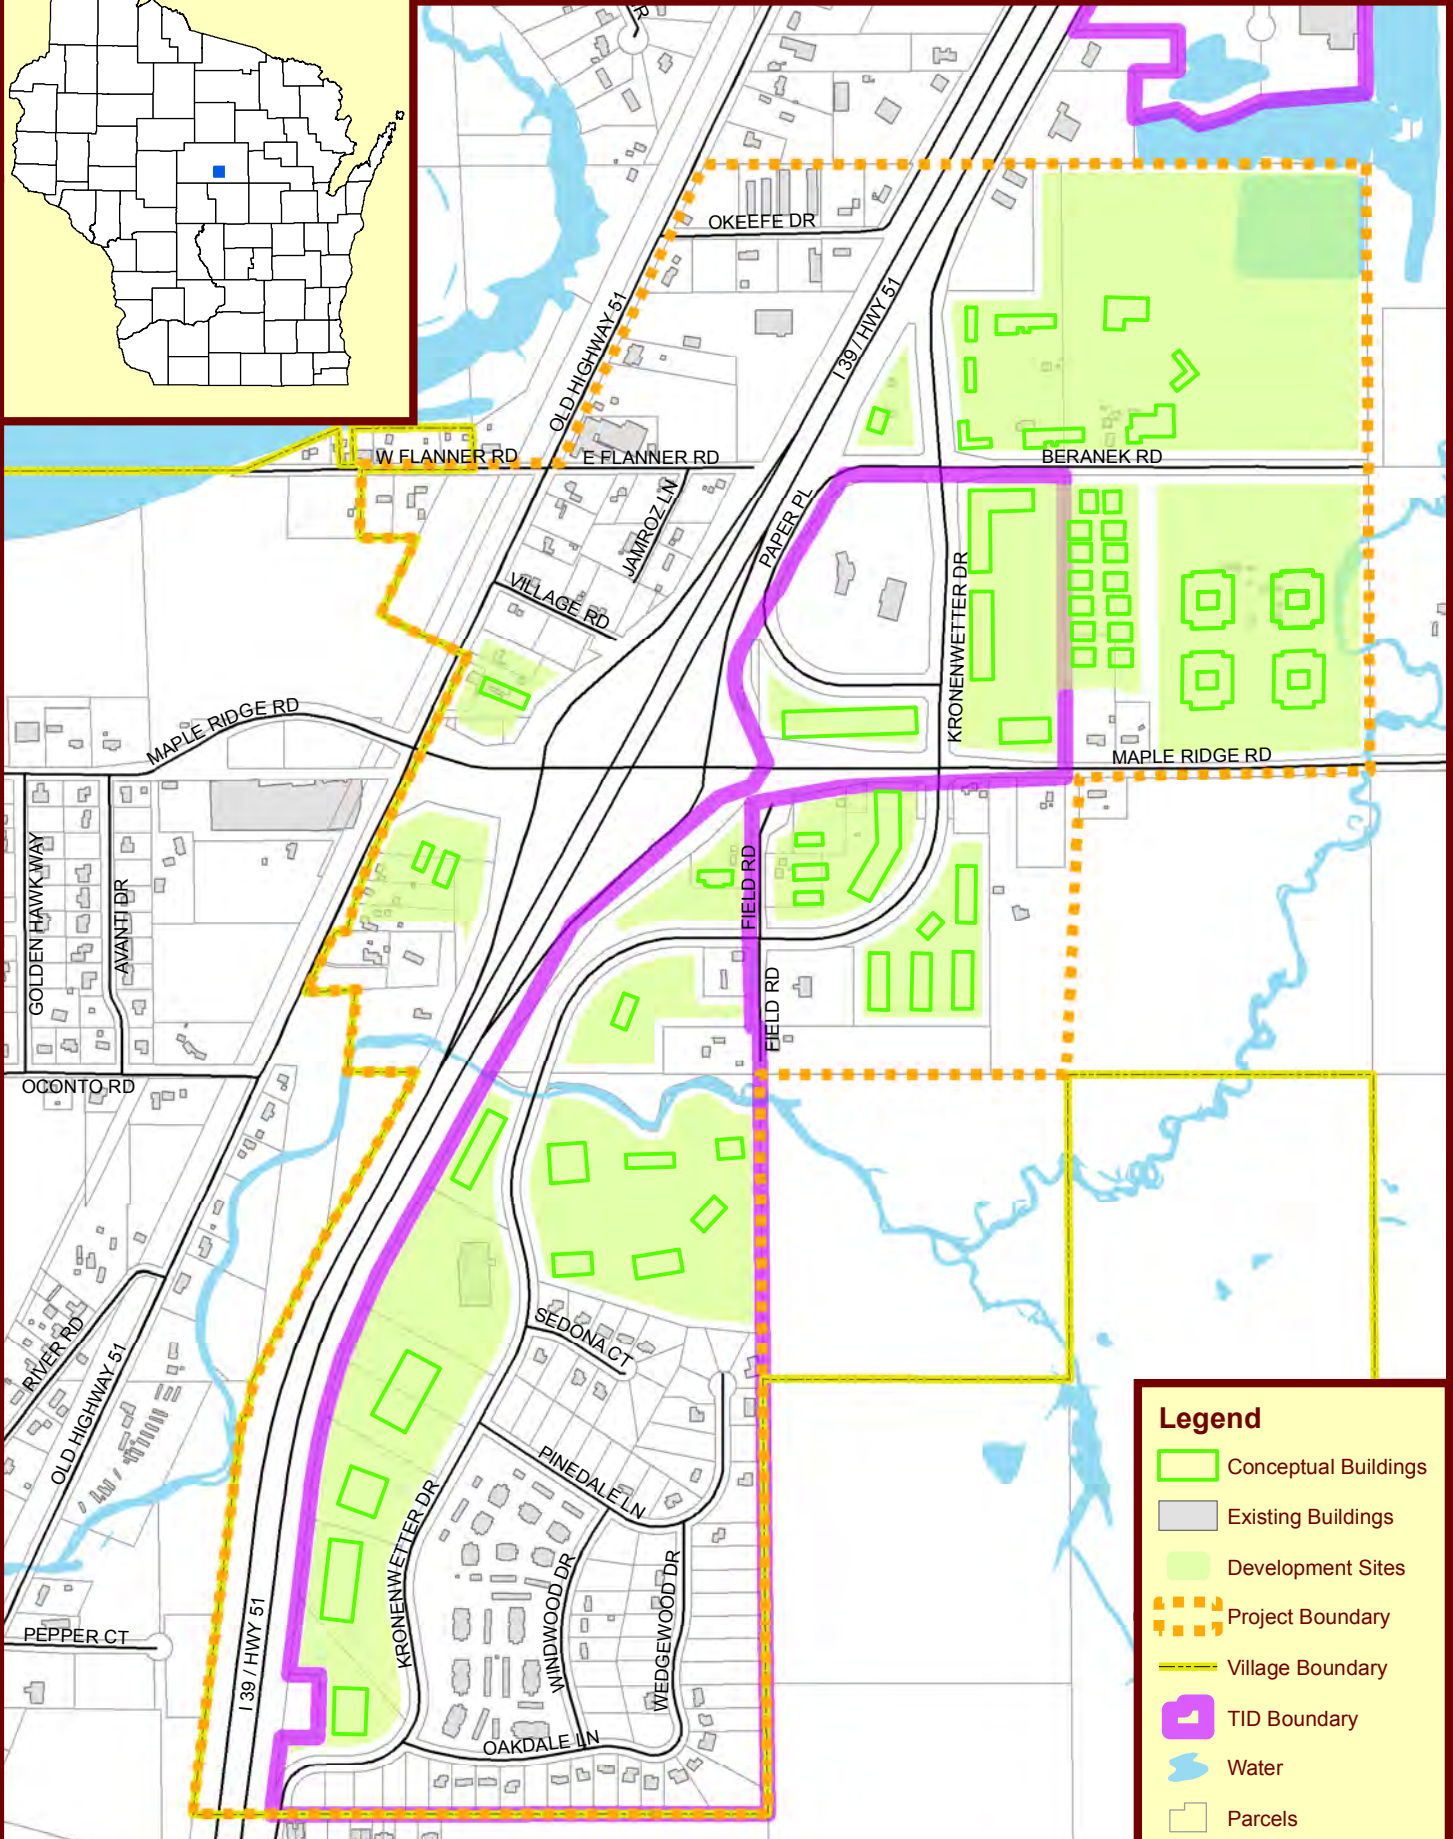 R
OKEEFE DR
OLD HIGHWAY 51
I 39 / HWY 51
W FLANNER RD
E FLANNER RD
BERANEK RD
JAMROZ LN
PAPER PL
VILLAGE RD
KRONENWETTER DR
MAPLE RIDGE RD
MAPLE RIDGE RD
GOLDEN HAWK WAY
AVANTI DR
FIELD RD
FIELD RD
OCONTO RD
RIVER RD
OLD HIGHWAY 51
SEDONA CT
PINEDALE LN
KRONENWETTER DR
WINDWOOD DR
WEDGEWOOD DR
I 39 / HWY 51
PEPPER CT
OAKDALE LN
Legend
Conceptual Buildings
Existing Buildings
Development Sites
Project Boundary
Village Boundary
TID Boundary
Water
Parcels